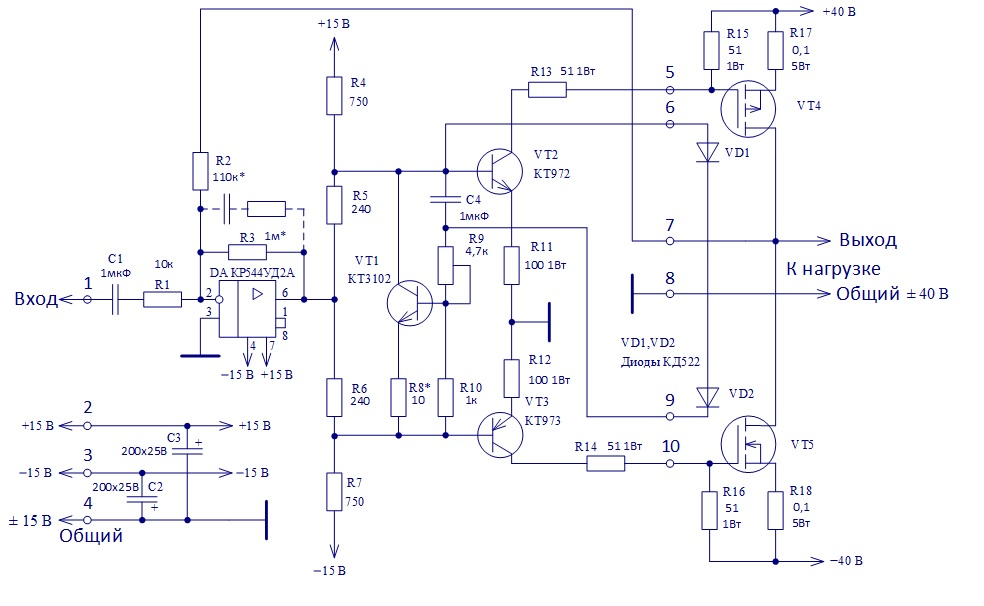 +15 В
+40 В
R4
750
R13 51 1Вт
5
6
R15
51
1Вт
R17
0,1
5Вт
VT4
VD1
R2
110к*
VT2
КТ972
R5
240
C4
1мкФ
R3 1м*
R9
4,7к
R11
100 1Вт
VT1
КТ3102
7
Выход
К нагрузке
8
Общий ± 40 В
DA КР544УД2А
C1
1мкФ
10к
R1
Вход
1
2
3
6
1
8
4
7
–15 В +15 В
VD1,VD2
Диоды КД522
R12
100 1Вт
R6
240
R8*
10
R10
1к
VT3
КТ973
9
VD2
10
R14 51 1Вт
VT5
2
+15 В
+15 В
C3
+
200x25В
3
–15 В
–15 В
200x25В C2
+
4
± 15 В
Общий
R7
750
R16
51
1Вт
R18
0,1
5Вт
–15 В
–40 В